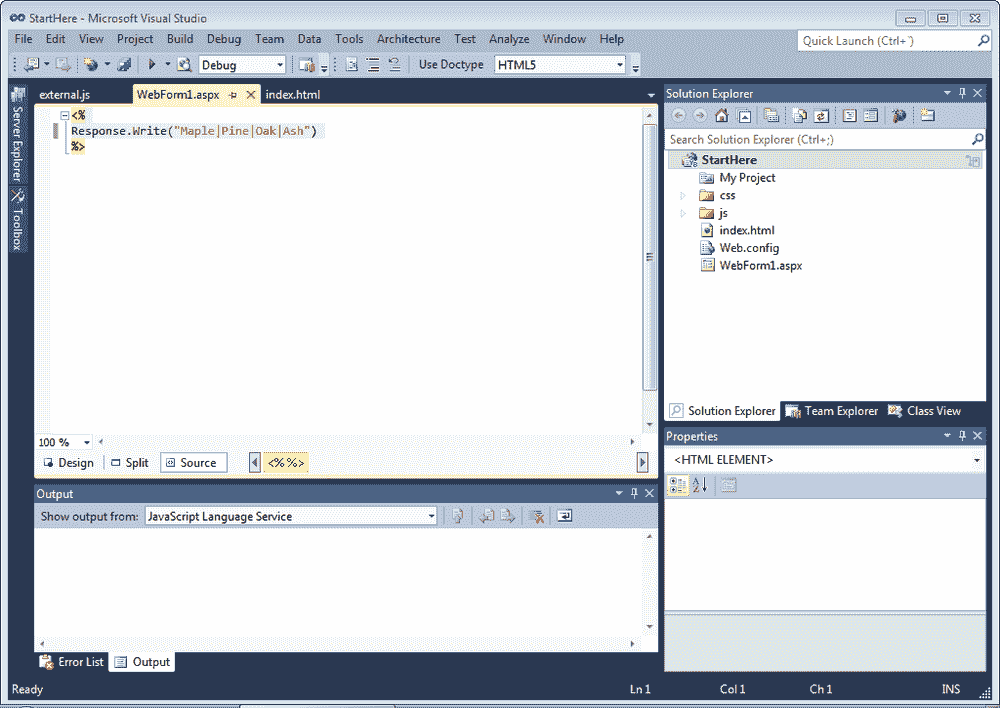 StartHere - Microsoft Visual Studio
File Edit View Project Build Debug Team Data Tools Architecture Test Analyze Window Help
Quick Launch (Ctrl+`)
Debug Use Doctype HTML5
Server Explorer
Toolbox
external.js WebForm1.aspx index.html
<%
Response.Write("Maple|Pine|Oak|Ash")
%>
100 %
Design Split Source <% %>
Output
Show output from: JavaScript Language Service
Error List Output
Solution Explorer
Search Solution Explorer (Ctrl+;)
StartHere
My Project
css
js
index.html
Web.config
WebForm1.aspx
Solution Explorer Team Explorer Class View
Properties
<HTML ELEMENT>
Ready Ln 1 Col 1 Ch 1 INS